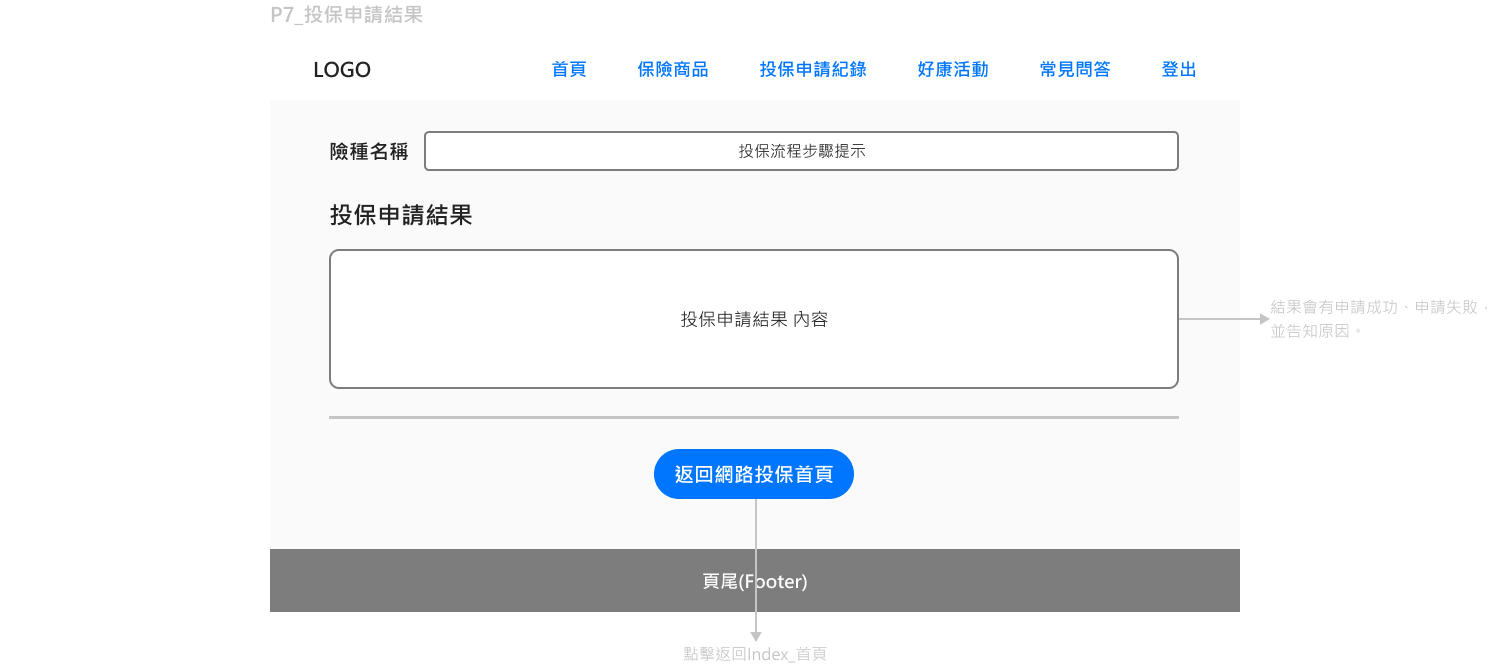 P7_投保申請結果
LOGO 首頁 保險商品 投保申請紀錄 好康活動 常見問答 登出
險種名稱 投保流程步驟提示
投保申請結果
投保申請結果 內容
結果會有申請成功、申請失敗，
並告知原因。
返回網路投保首頁
頁尾(Footer)
點擊返回Index_首頁